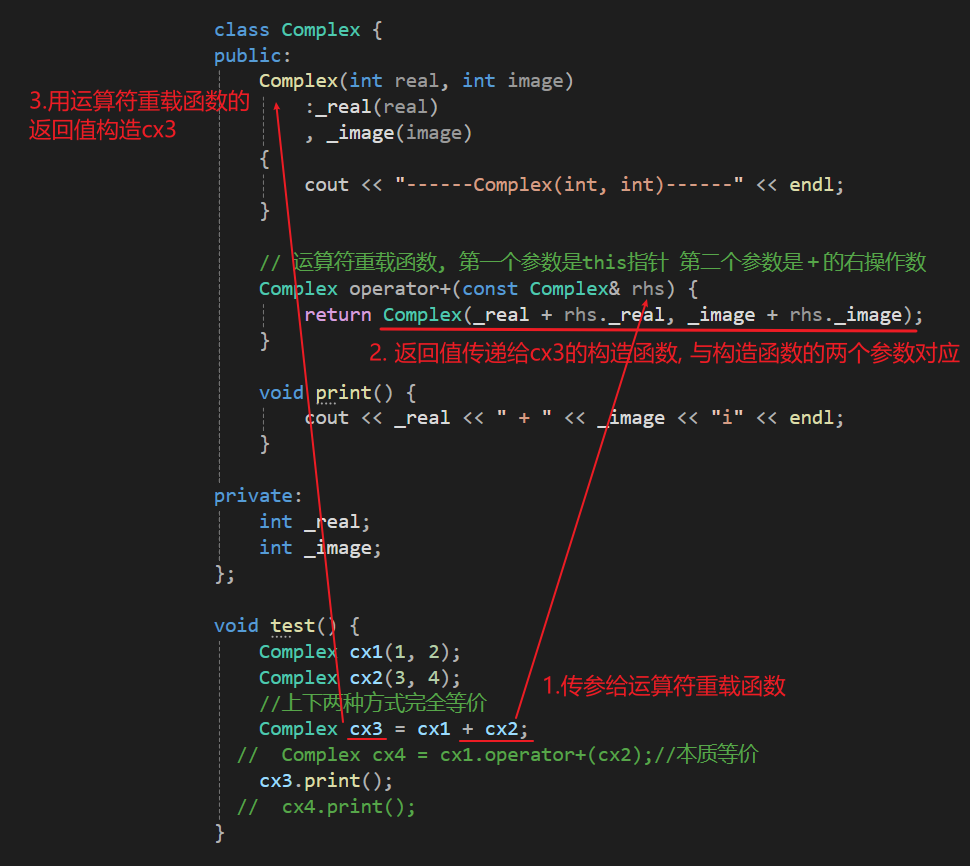 class Complex {
public:
Complex(int real, int image)
3.用运算符重载函数的
返回值构造cx3
:_real(real)
, _image(image)
{
cout << "------Complex(int, int)------" << endl;
}
// 运算符重载函数, 第一个参数是this指针 第二个参数是+的右操作数
Complex operator+(const Complex& rhs) {
return Complex(_real + rhs._real, _image + rhs._image);
}
2. 返回值传递给cx3的构造函数, 与构造函数的两个参数对应
void print() {
cout << _real << " + " << _image << "i" << endl;
}
private:
int _real;
int _image;
};
void test() {
Complex cx1(1, 2);
Complex cx2(3, 4);
1.传参给运算符重载函数
//上下两种方式完全等价
Complex cx3 = cx1 + cx2;
// Complex cx4 = cx1.operator+(cx2);//本质等价
cx3.print();
// cx4.print();
}